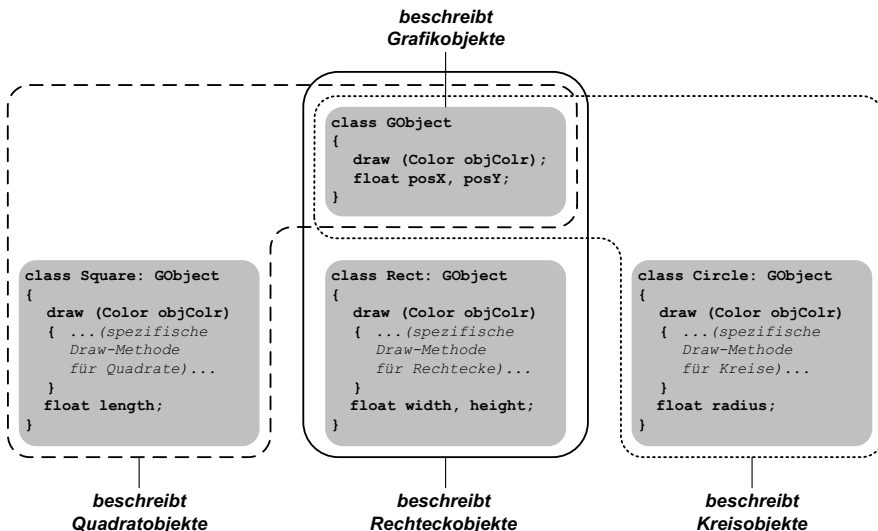 beschreibt
Grafikobjekte
class GObject
{
draw (Color objColr);
float posX, posY;
}
class Square: GObject
{
draw (Color objColr)
{ ...(spezifische
Draw-Methode
für Quadrate)...
}
float length;
}
class Rect: GObject
{
draw (Color objColr)
{ ...(spezifische
Draw-Methode
für Rechtecke)...
}
float width, height;
}
class Circle: GObject
{
draw (Color objColr)
{ ...(spezifische
Draw-Methode
für Kreise)...
}
float radius;
}
beschreibt
Quadratobjekte
beschreibt
Rechteckobjekte
beschreibt
Kreisobjekte